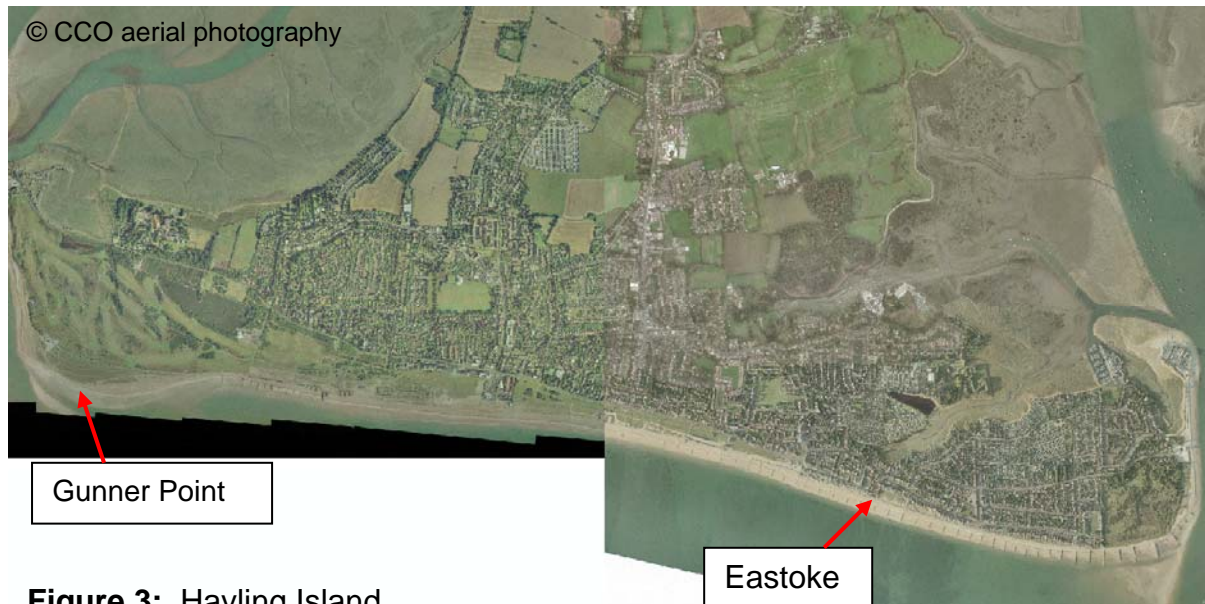 © CCO aerial photography
Gunner Point
Eastoke
Figure 3: Hayling Island